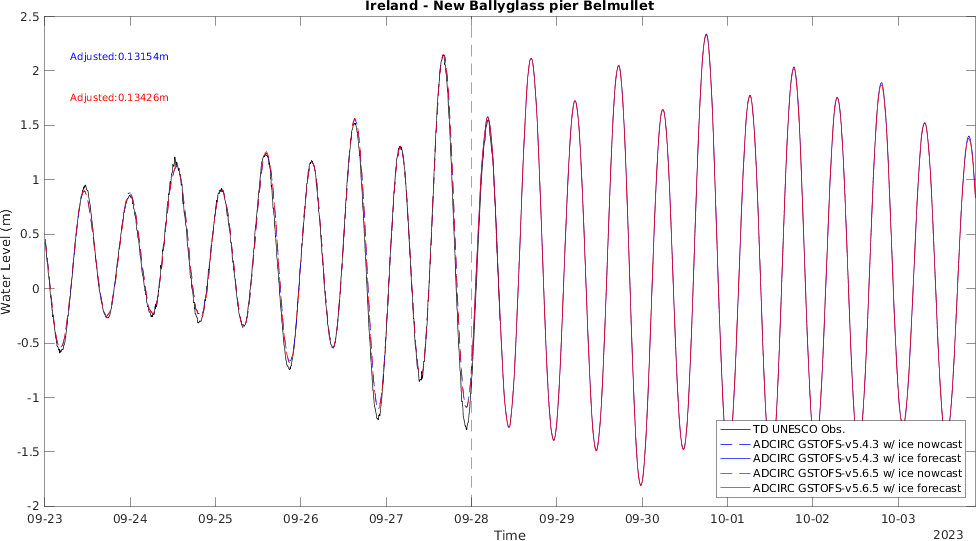 Ireland - New Ballyglass pier Belmullet
2.5
2
1.5
1
0.5
0
-0.5
-1
-1.5
-2
Water Level (m)
Adjusted:0.13154m
Adjusted:0.13426m
TD UNESCO Obs.
ADCIRC GSTOFS-v5.4.3 w/ ice nowcast
ADCIRC GSTOFS-v5.4.3 w/ ice forecast
ADCIRC GSTOFS-v5.6.5 w/ ice nowcast
ADCIRC GSTOFS-v5.6.5 w/ ice forecast
09-23 09-24 09-25 09-26 09-27 09-28 09-29 09-30 10-01 10-02 10-03
Time
2023